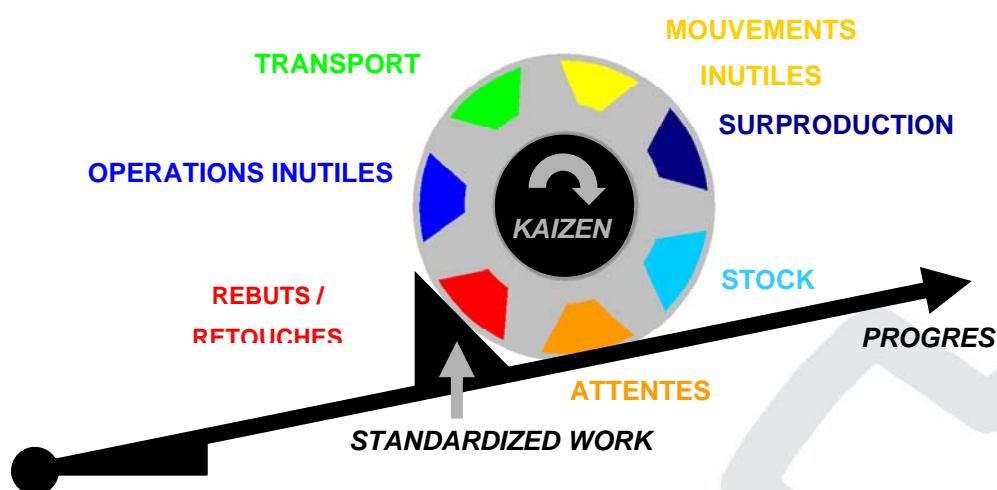 MOUVEMENTS
INUTILES
TRANSPORT
SURPRODUCTION
OPERATIONS INUTILES
KAIZEN
STOCK
REBUTS /
RETOUCHES
PROGRES
ATTENTES
STANDARDIZED WORK